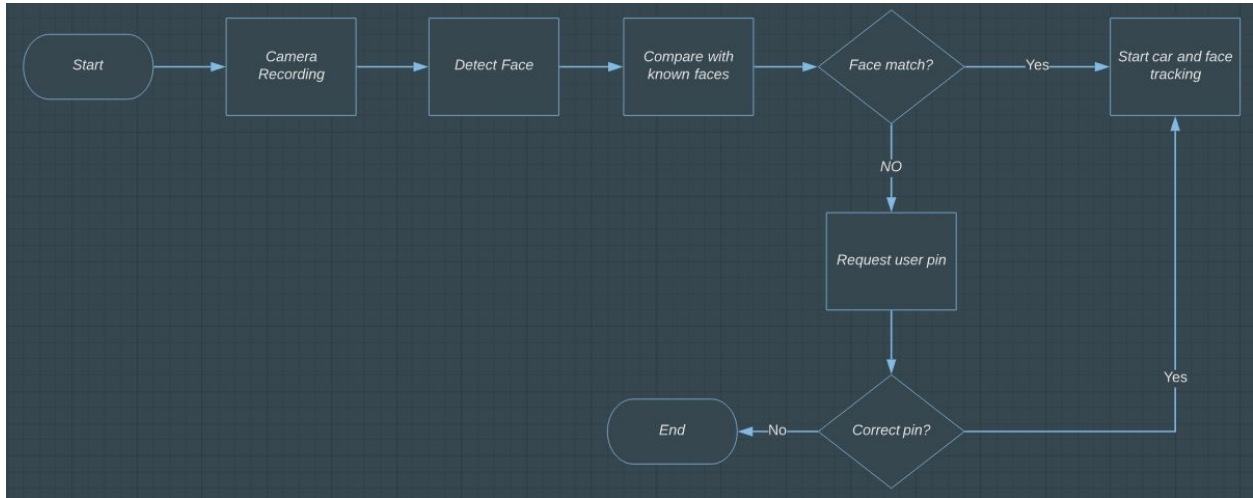 Start
Camera
Recording
Detect Face
Compare with
known faces
Face match?
Yes
Start car and face
tracking
NO
Request user pin
Yes
End
No
Correct pin?